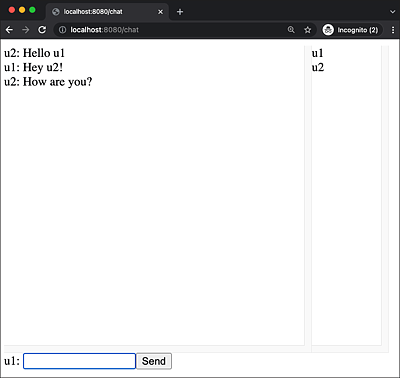 localhost:8080/chat
localhost:8080/chat
Incognito (2)
u2: Hello u1
u1: Hey u2!
u2: How are you?
u1
u2
u1:
Send